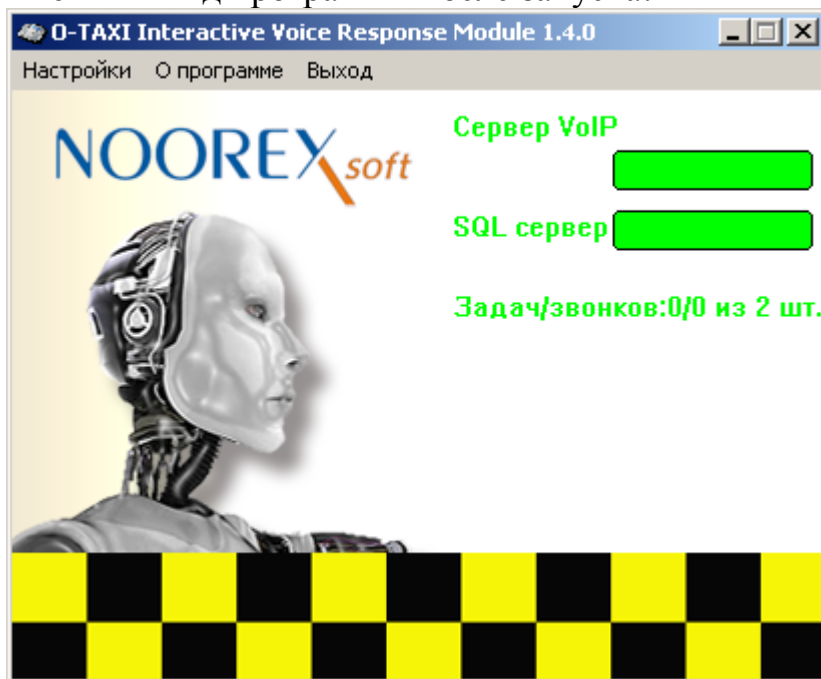 O-TAXI Interactive Voice Response Module 1.4.0
Настройки О программе Выход
NOOREX soft
Сервер VoIP
SQL сервер
Задач/звонков:0/0 из 2 шт.